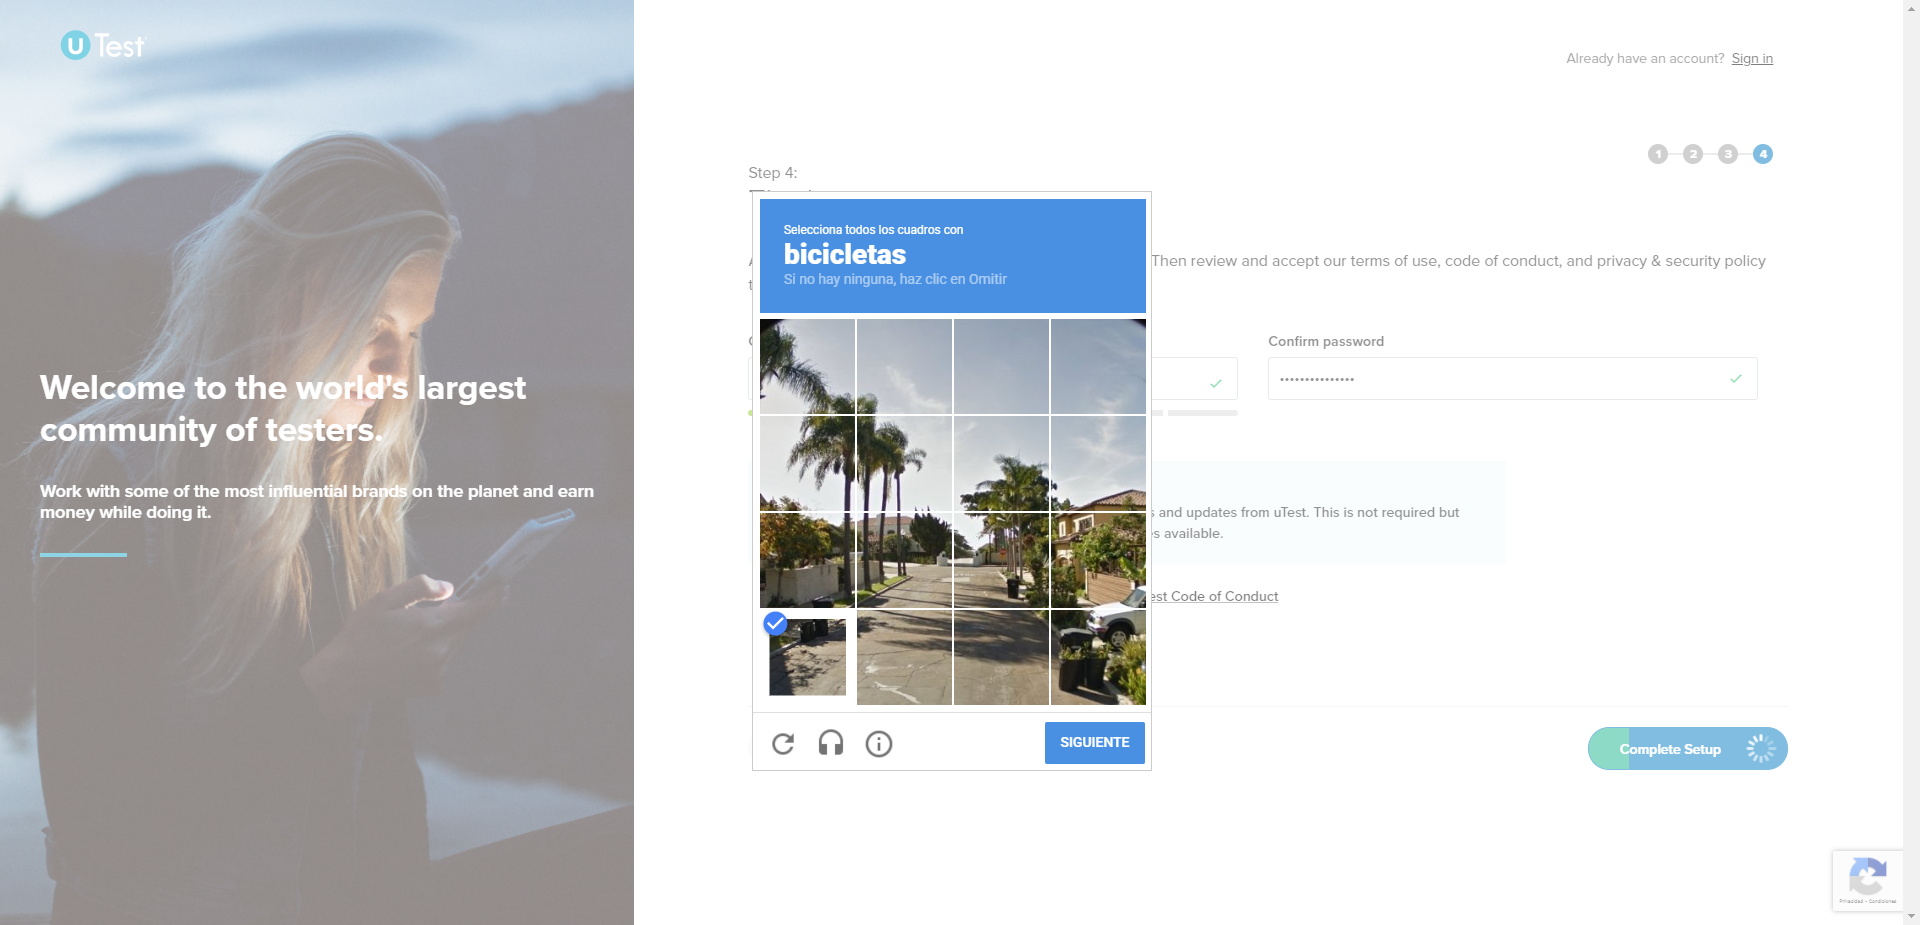 uTest
Already have an account? Sign in
1 2 3 4
Step 4:
Selecciona todos los cuadros con
bicicletas
Si no hay ninguna, haz clic en Omitir
Then review and accept our terms of use, code of conduct, and privacy & security policy
Confirm password
•••••••••••••••
Welcome to the world's largest
community of testers.
Work with some of the most influential brands on the planet and earn
money while doing it.
and updates from uTest. This is not required but
available.
Code of Conduct
SIGUIENTE
Complete Setup
Privacidad - Condiciones